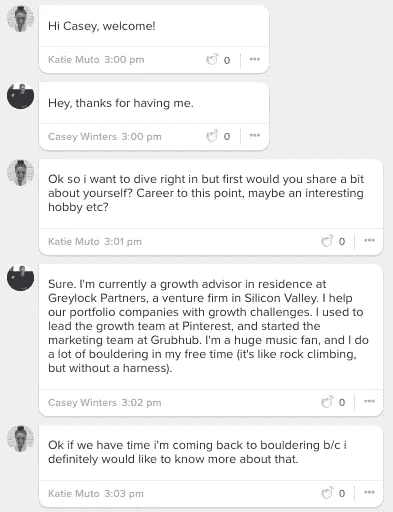 Hi Casey, welcome!
Katie Muto 3:00 pm
0
Hey, thanks for having me.
Casey Winters 3:00 pm
0
Ok so i want to dive right in but first would you share a bit
about yourself? Career to this point, maybe an interesting
hobby etc?
Katie Muto 3:01 pm
0
Sure. I'm currently a growth advisor in residence at
Greylock Partners, a venture firm in Silicon Valley. I help
our portfolio companies with growth challenges. I used to
lead the growth team at Pinterest, and started the
marketing team at Grubhub. I'm a huge music fan, and I do
a lot of bouldering in my free time (it's like rock climbing,
but without a harness).
Casey Winters 3:02 pm
0
Ok if we have time i'm coming back to bouldering b/c i
definitely would like to know more about that.
Katie Muto 3:03 pm
0